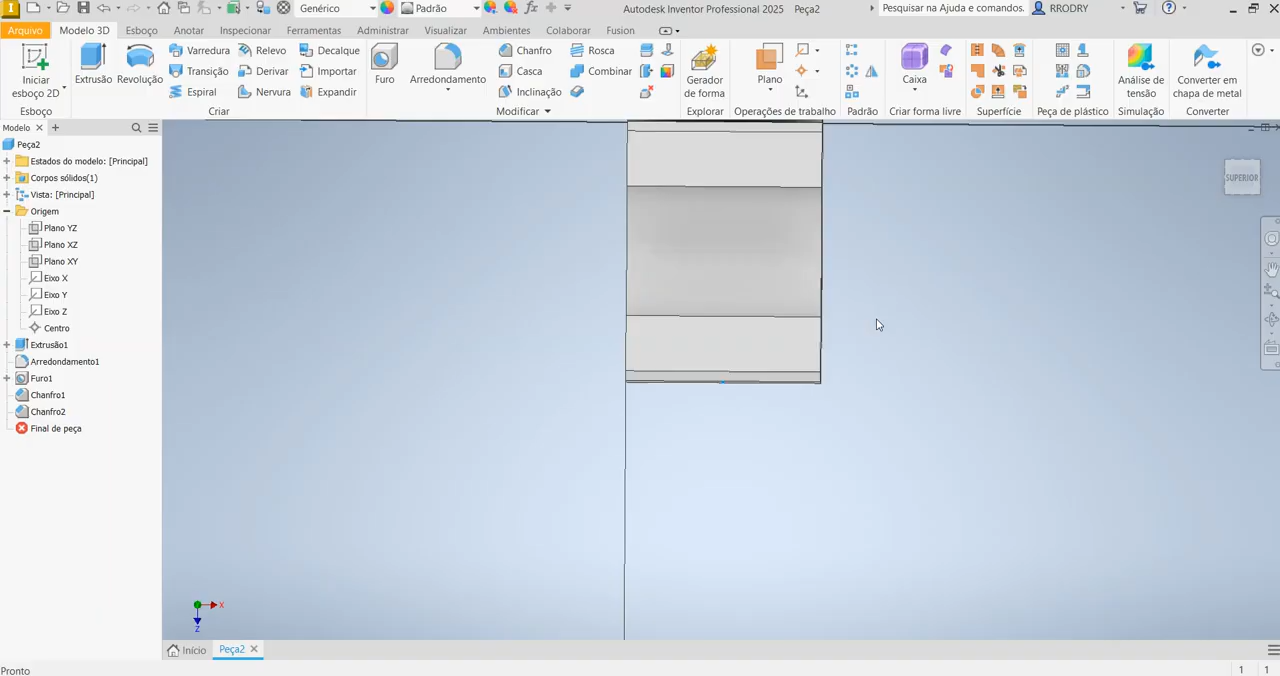 Genérico
Padrão
Autodesk Inventor Professional 2025 Peça2
Pesquisar na Ajuda e comandos.
RRODRY
Arquivo
Modelo 3D
Esboço
Anotar
Inspecionar
Ferramentas
Administrar
Visualizar
Ambientes
Colaborar
Fusion
Iniciar
esboço 2D
Esboço
Extrusão
Revolução
Varredura
Transição
Espiral
Relevo
Derivar
Nervura
Decalque
Importar
Expandir
Criar
Furo
Arredondamento
Chanfro
Casca
Inclinação
Rosca
Combinar
Modificar
Gerador
de forma
Explorar
Plano
Operações de trabalho
Padrão
Caixa
Criar forma livre
Superfície
Peça de plástico
Análise de
tensão
Simulação
Converter em
chapa de metal
Converter
Modelo
Peça2
Estados do modelo: [Principal]
Corpos sólidos(1)
Vista: [Principal]
Origem
Plano YZ
Plano XZ
Plano XY
Eixo X
Eixo Y
Eixo Z
Centro
Extrusão1
Arredondamento1
Furo1
Chanfro1
Chanfro2
Final de peça
SUPERIOR
X
Z
Início
Peça2
Pronto
1 1